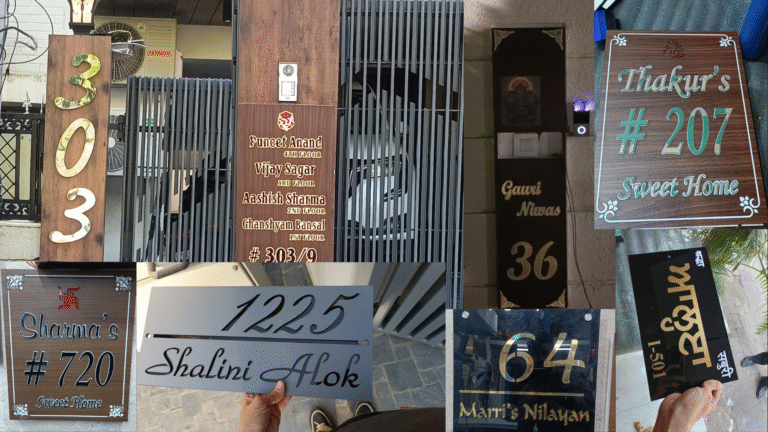 303
Puneet Anand
4TH FLOOR
Vijay Sagar
3RD FLOOR
Aashish Sharma
2ND FLOOR
Ghanshyam Bansal
1ST FLOOR
# 303/9
Gauri
Niwas
36
Thakur's
# 207
Sweet Home
Sharma's
# 720
Sweet Home
1225
Shalini Alok
64
Marri's Nilayan
I-501